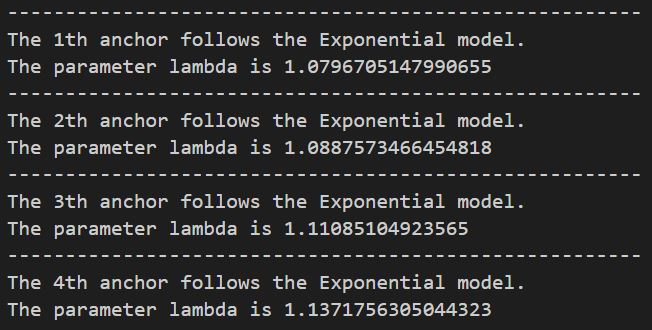 --------------------------------------------------------
The 1th anchor follows the Exponential model.
The parameter lambda is 1.0796705147990655
--------------------------------------------------------
The 2th anchor follows the Exponential model.
The parameter lambda is 1.0887573466454818
--------------------------------------------------------
The 3th anchor follows the Exponential model.
The parameter lambda is 1.11085104923565
--------------------------------------------------------
The 4th anchor follows the Exponential model.
The parameter lambda is 1.1371756305044323